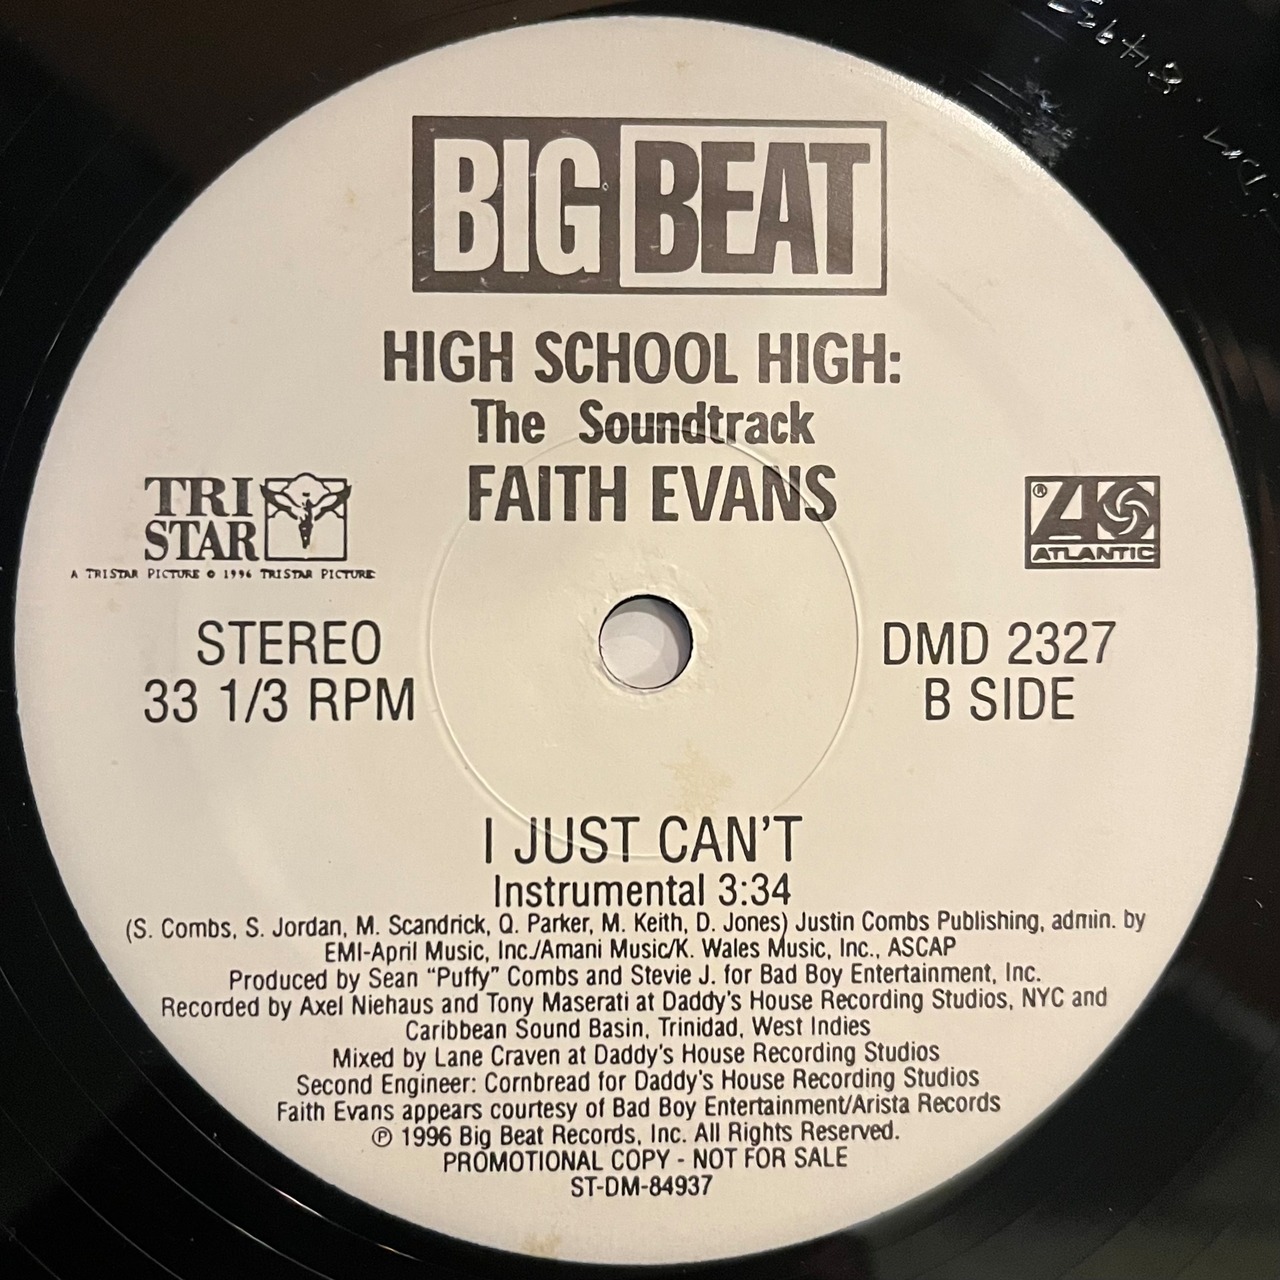 BIG BEAT
HIGH SCHOOL HIGH:
The Soundtrack
FAITH EVANS
TRI
STAR
A TRISTAR PICTURE © 1996 TRISTAR PICTURE
® ATLANTIC
STEREO
33 1/3 RPM
DMD 2327
B SIDE
I JUST CAN'T
Instrumental 3:34
(S. Combs, S. Jordan, M. Scandrick, Q. Parker, M. Keith, D. Jones) Justin Combs Publishing, admin. by
EMI-April Music, Inc./Amani Music/K. Wales Music, Inc., ASCAP
Produced by Sean "Puffy" Combs and Stevie J. for Bad Boy Entertainment, Inc.
Recorded by Axel Niehaus and Tony Maserati at Daddy's House Recording Studios, NYC and
Caribbean Sound Basin, Trinidad, West Indies
Mixed by Lane Craven at Daddy's House Recording Studios
Second Engineer: Cornbread for Daddy's House Recording Studios
Faith Evans appears courtesy of Bad Boy Entertainment/Arista Records
℗ 1996 Big Beat Records, Inc. All Rights Reserved.
PROMOTIONAL COPY - NOT FOR SALE
ST-DM-84937